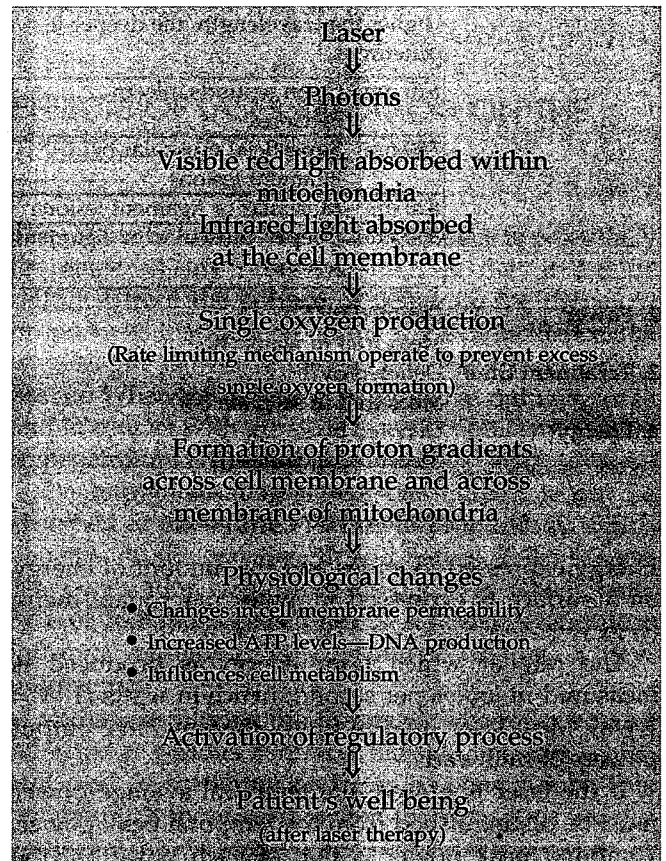 Laser
⇓
Photons
⇓
Visible red light absorbed within
mitochondria
Infrared light absorbed
at the cell membrane
⇓
Single oxygen production
(Rate limiting mechanism operate to prevent excess
single oxygen formation)
⇓
Formation of proton gradients
across cell membrane and across
membrane of mitochondria
⇓
Physiological changes
• Changes in cell membrane permeability
• Increased ATP levels—DNA production
• Influences cell metabolism
⇓
Activation of regulatory process
⇓
Patient's well being
(after laser therapy)